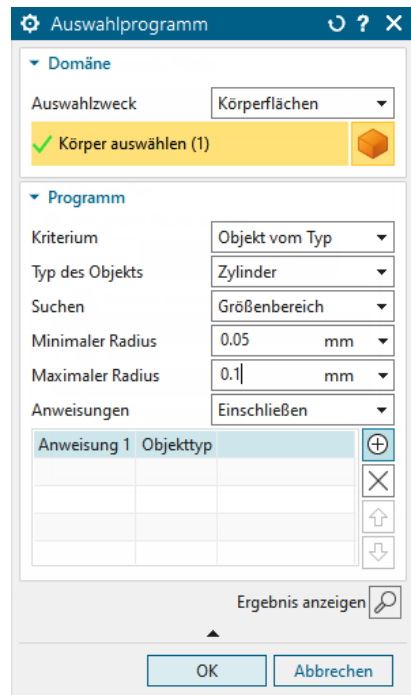 Auswahlprogramm
Domäne
Auswahlzweck Körperflächen
Körper auswählen (1)
Programm
Kriterium Objekt vom Typ
Typ des Objekts Zylinder
Suchen Größenbereich
Minimaler Radius 0.05 mm
Maximaler Radius 0.1 mm
Anweisungen Einschließen
Anweisung 1 Objekttyp
Ergebnis anzeigen
OK Abbrechen